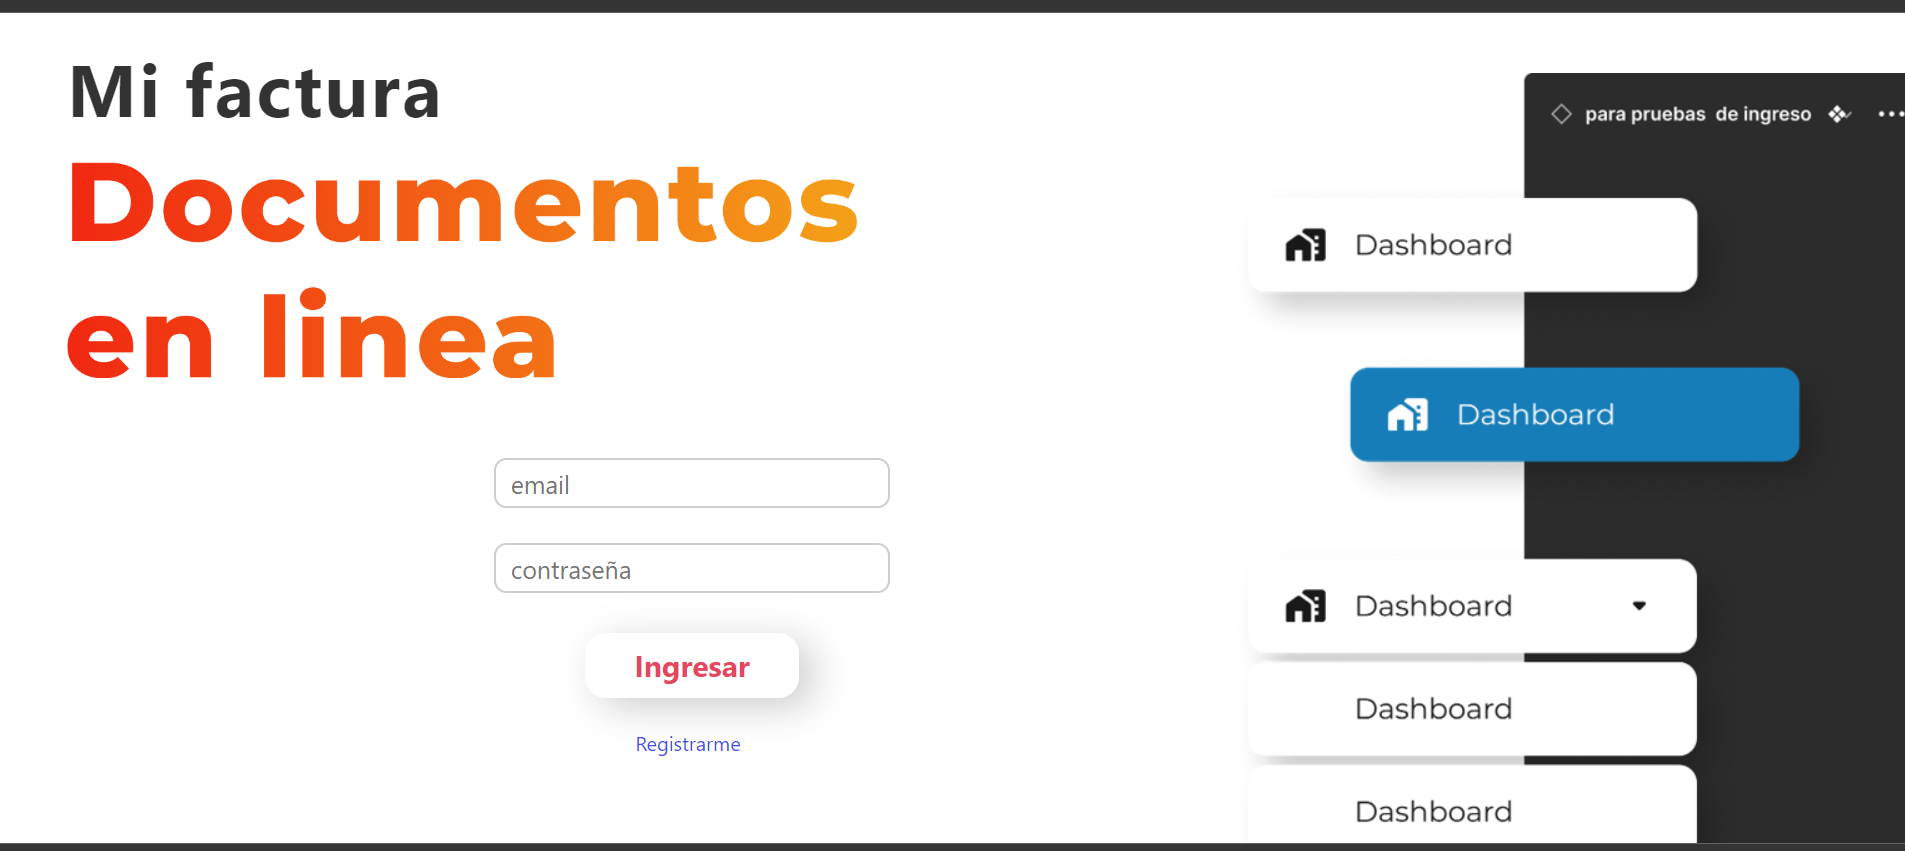 Mi factura
Documentos
en linea
email
contraseña
Ingresar
Registrarme
para pruebas de ingreso
Dashboard
Dashboard
Dashboard
Dashboard
Dashboard